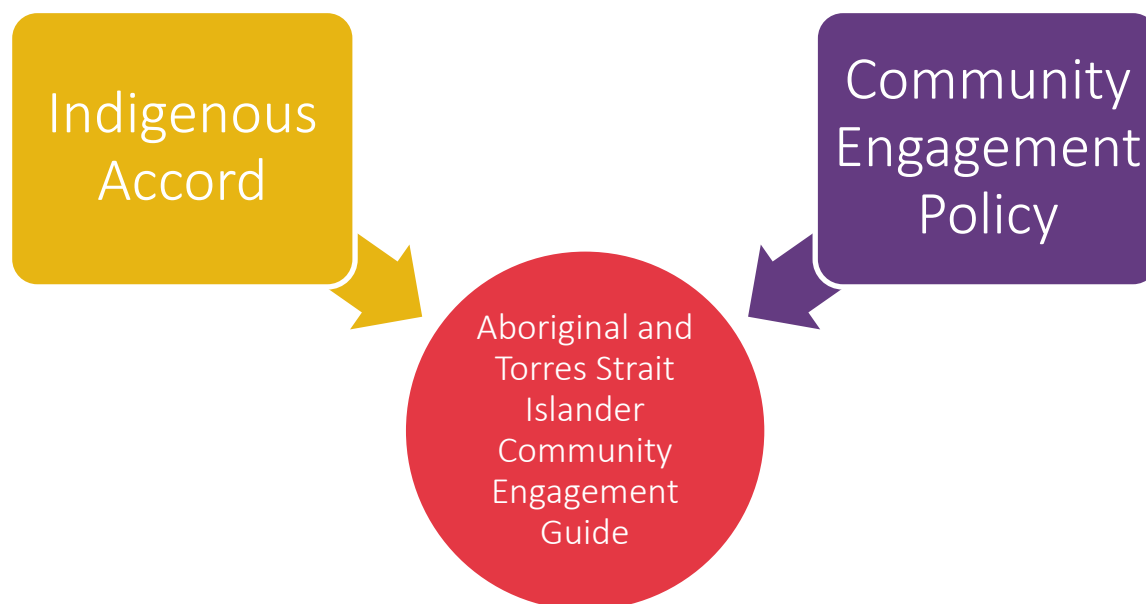 Indigenous
Accord
Community
Engagement
Policy
Aboriginal and
Torres Strait
Islander
Community
Engagement
Guide